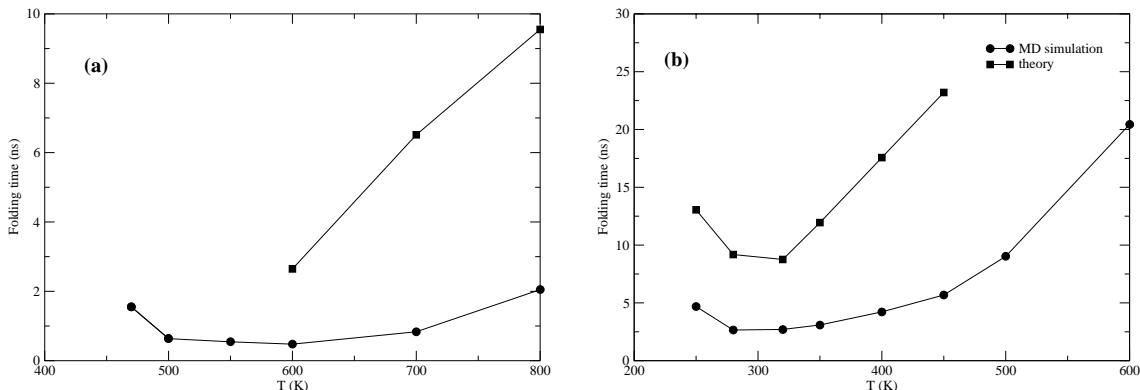 (a)
10
8
6
4
2
0
Folding time (ns)
400 500 600 700 800
T (K)
(b)
MD simulation
theory
30
25
20
15
10
5
0
Folding time (ns)
200 300 400 500 600
T (K)